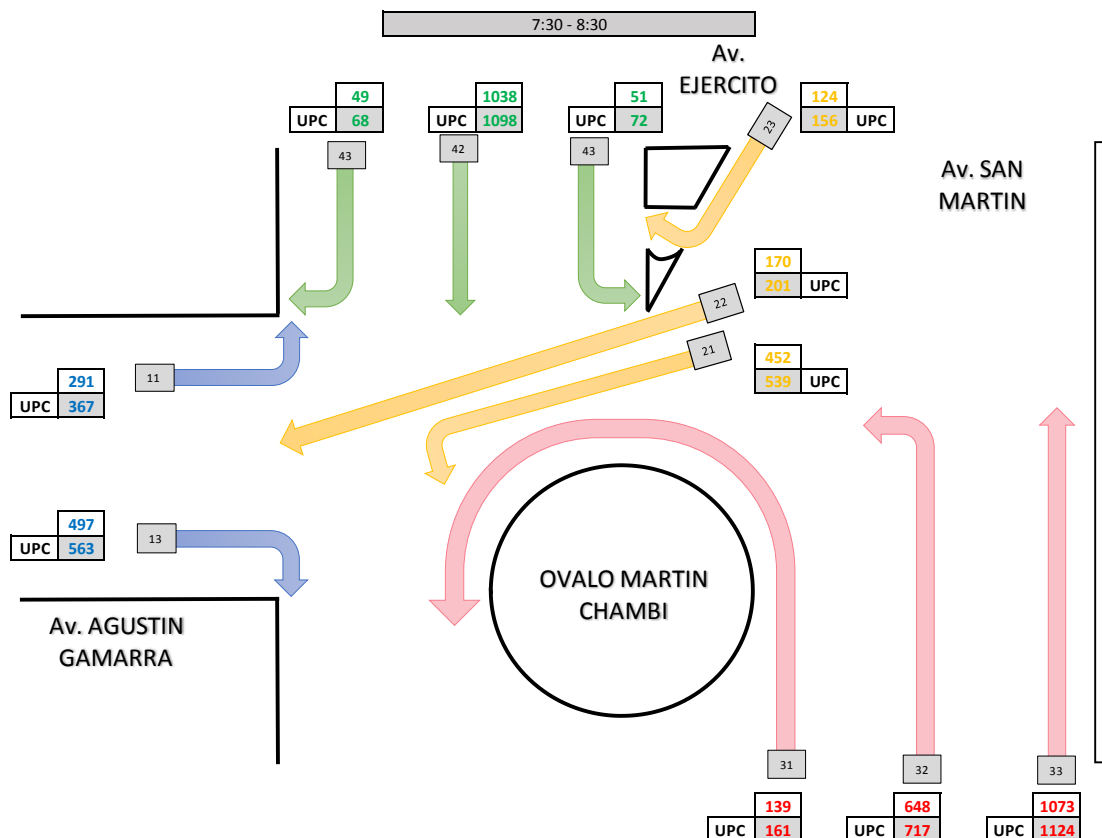 7:30 - 8:30
Av.
EJERCITO
49
UPC 68
1038
UPC 1098
51
UPC 72
124
156 UPC
43
42
43
23
Av. SAN
MARTIN
170
201 UPC
22
21
452
539 UPC
11
291
UPC 367
497
UPC 563
13
OVALO MARTIN
CHAMBI
Av. AGUSTIN
GAMARRA
31
32
33
139
UPC 161
648
UPC 717
1073
UPC 1124